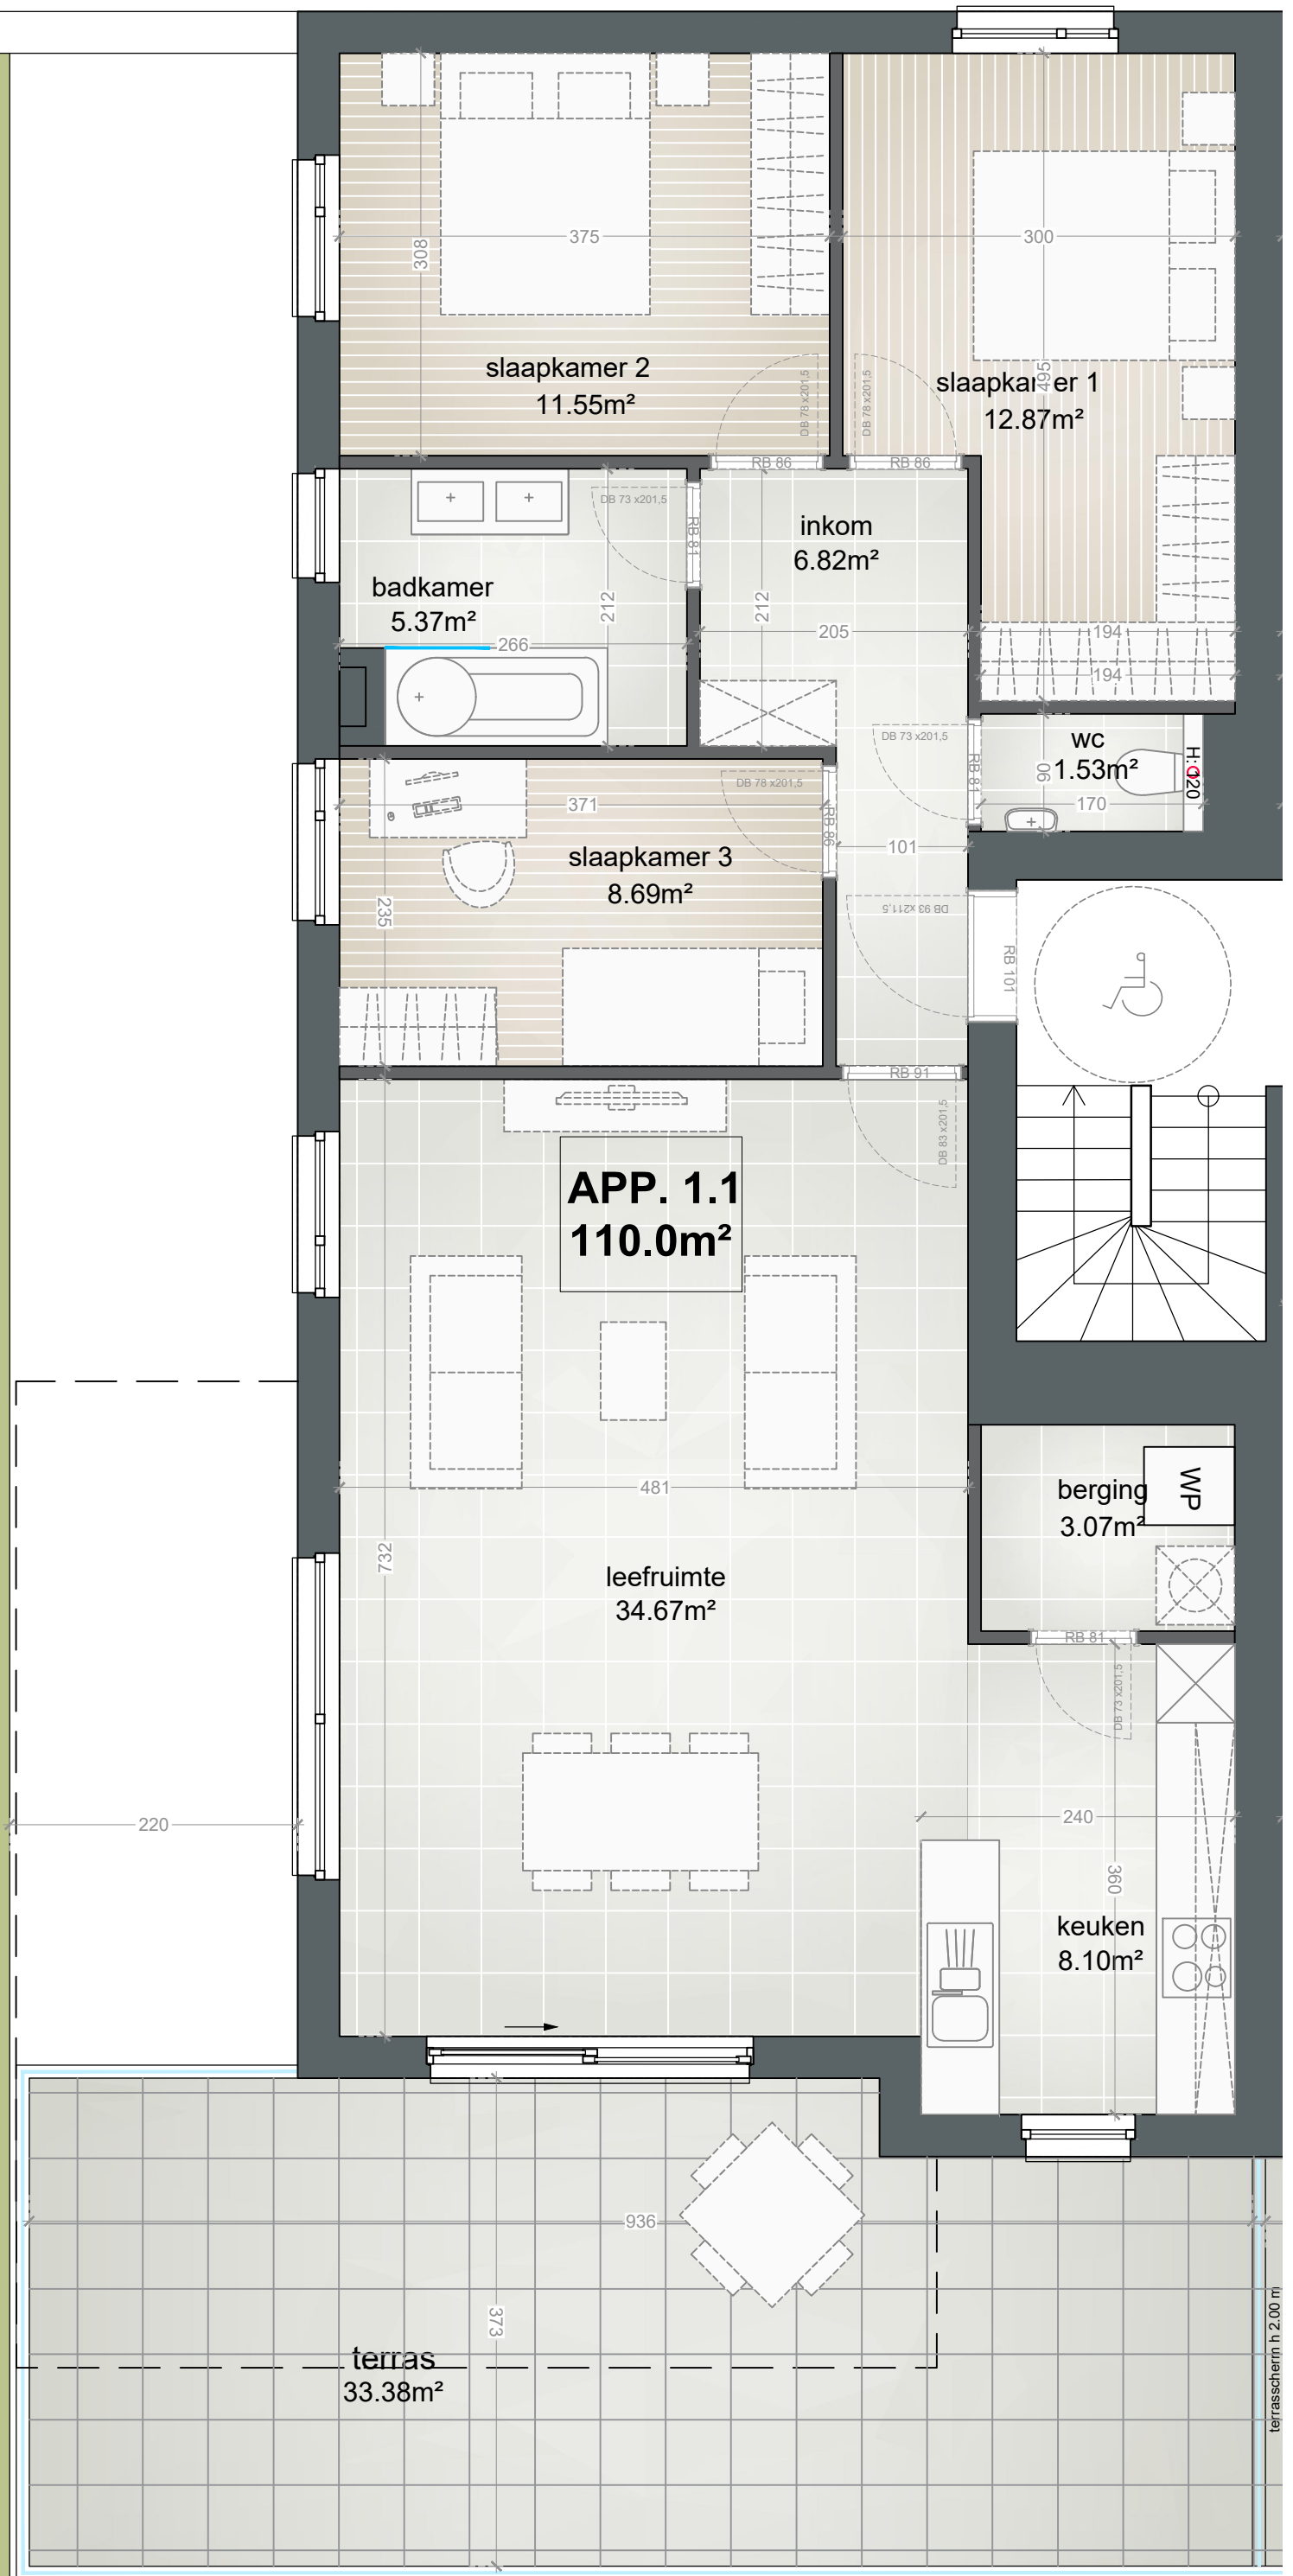 375
300
308
495
slaapkamer 2
11.55m²
slaapkamer 1
12.87m²
DB 78 x201,5
DB 78 x201,5
RB 86
RB 86
DB 73 x201,5
RB 81
inkom
6.82m²
badkamer
5.37m²
212
212
205
194
266
194
DB 73 x201,5
RB 81
wc
1.53m²
90
H:120
170
DB 78 x201,5
RB 86
371
101
slaapkamer 3
8.69m²
235
DB 93 x211,5
RB 101
RB 91
DB 83 x201,5
APP. 1.1
110.0m²
481
berging
3.07m²
WP
732
leefruimte
34.67m²
RB 81
DB 73 x201,5
220
240
360
keuken
8.10m²
936
373
terras
33.38m²
terrasscherm h 2.00 m